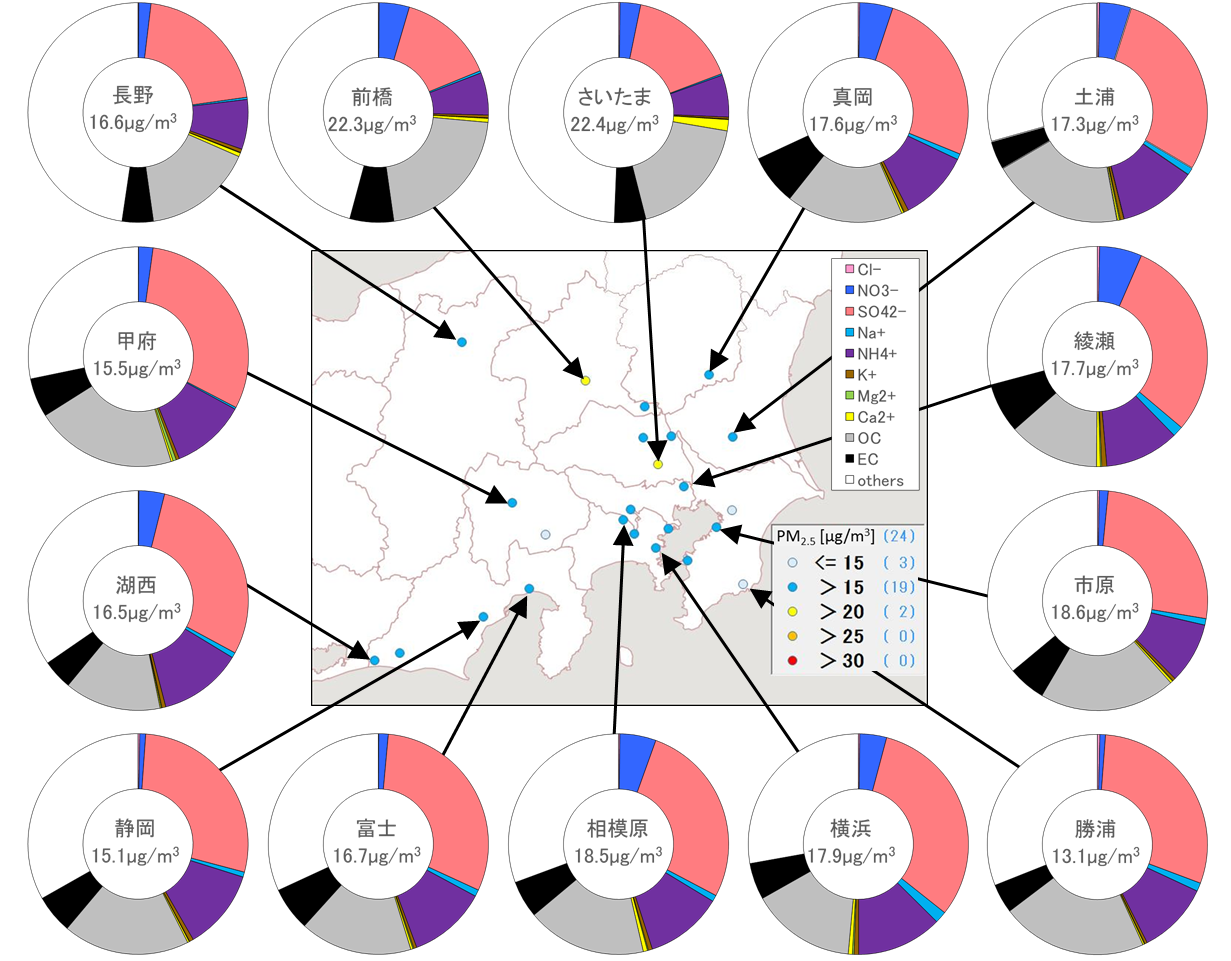 長野
16.6μg/m³
前橋
22.3μg/m³
さいたま
22.4μg/m³
真岡
17.6μg/m³
土浦
17.3μg/m³
甲府
15.5μg/m³
綾瀬
17.7μg/m³
Cl−
NO3−
SO42−
Na+
NH4+
K+
Mg2+
Ca2+
OC
EC
others
PM₂.₅ [μg/m³] (24)
<= 15 ( 3)
> 15 (19)
> 20 ( 2)
> 25 ( 0)
> 30 ( 0)
湖西
16.5μg/m³
市原
18.6μg/m³
静岡
15.1μg/m³
富士
16.7μg/m³
相模原
18.5μg/m³
横浜
17.9μg/m³
勝浦
13.1μg/m³